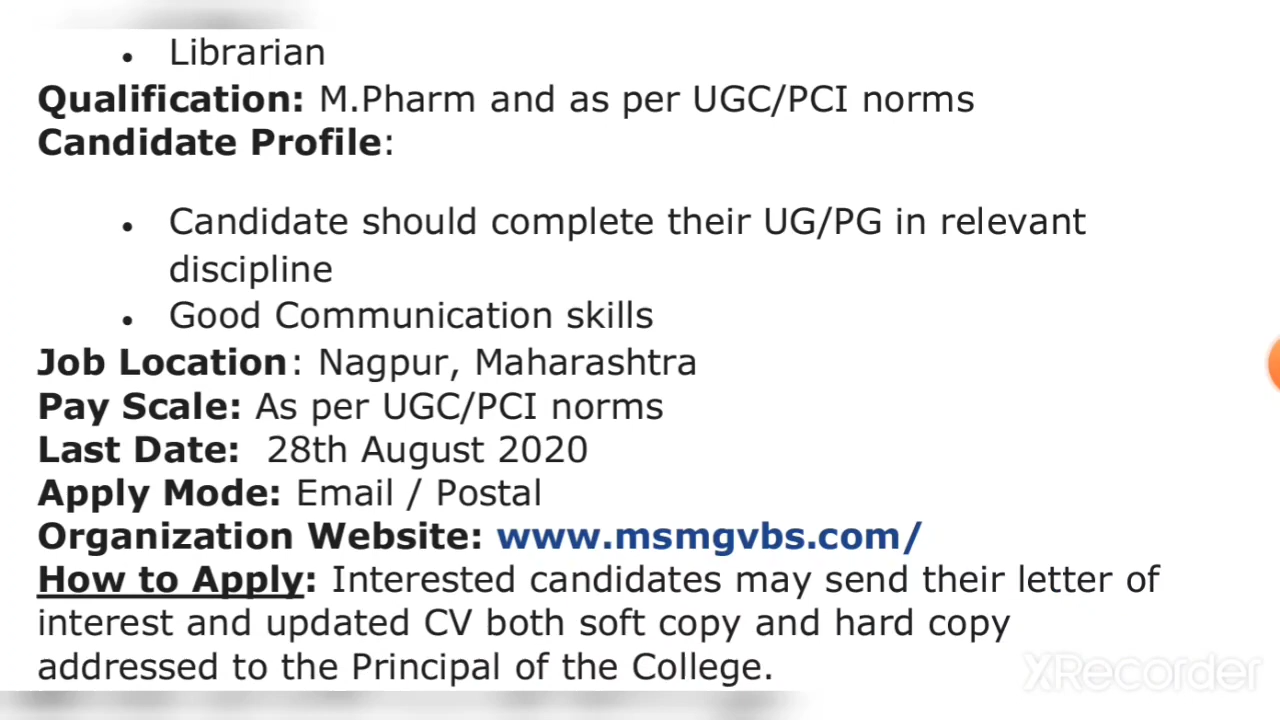 Librarian
Qualification: M.Pharm and as per UGC/PCI norms
Candidate Profile:
Candidate should complete their UG/PG in relevant
discipline
Good Communication skills
Job Location: Nagpur, Maharashtra
Pay Scale: As per UGC/PCI norms
Last Date: 28th August 2020
Apply Mode: Email / Postal
Organization Website: www.msmgvbs.com/
How to Apply: Interested candidates may send their letter of
interest and updated CV both soft copy and hard copy
addressed to the Principal of the College.
XRecorder